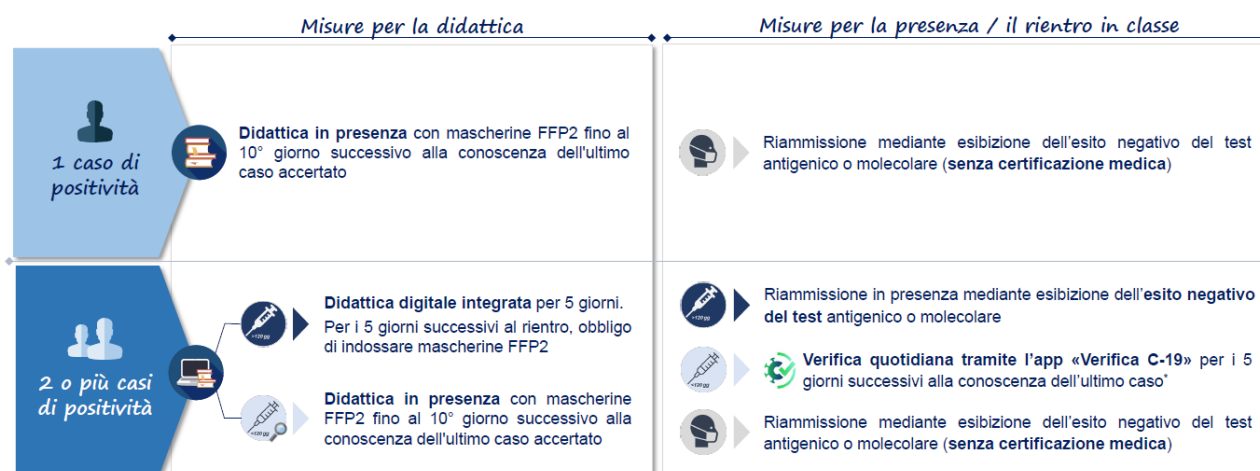 Misure per la didattica
Misure per la presenza / il rientro in classe
1 caso di
positività
Didattica in presenza con mascherine FFP2 fino al
10° giorno successivo alla conoscenza dell'ultimo
caso accertato
Riammissione mediante esibizione dell'esito negativo del test
antigenico o molecolare (senza certificazione medica)
2 o più casi
di positività
Didattica digitale integrata per 5 giorni.
Per i 5 giorni successivi al rientro, obbligo
di indossare mascherine FFP2
Didattica in presenza con mascherine
FFP2 fino al 10° giorno successivo alla
conoscenza dell'ultimo caso accertato
Riammissione in presenza mediante esibizione dell'esito negativo
del test antigenico o molecolare
Verifica quotidiana tramite l'app «Verifica C-19» per i 5
giorni successivi alla conoscenza dell'ultimo caso*
Riammissione mediante esibizione dell'esito negativo del test
antigenico o molecolare (senza certificazione medica)